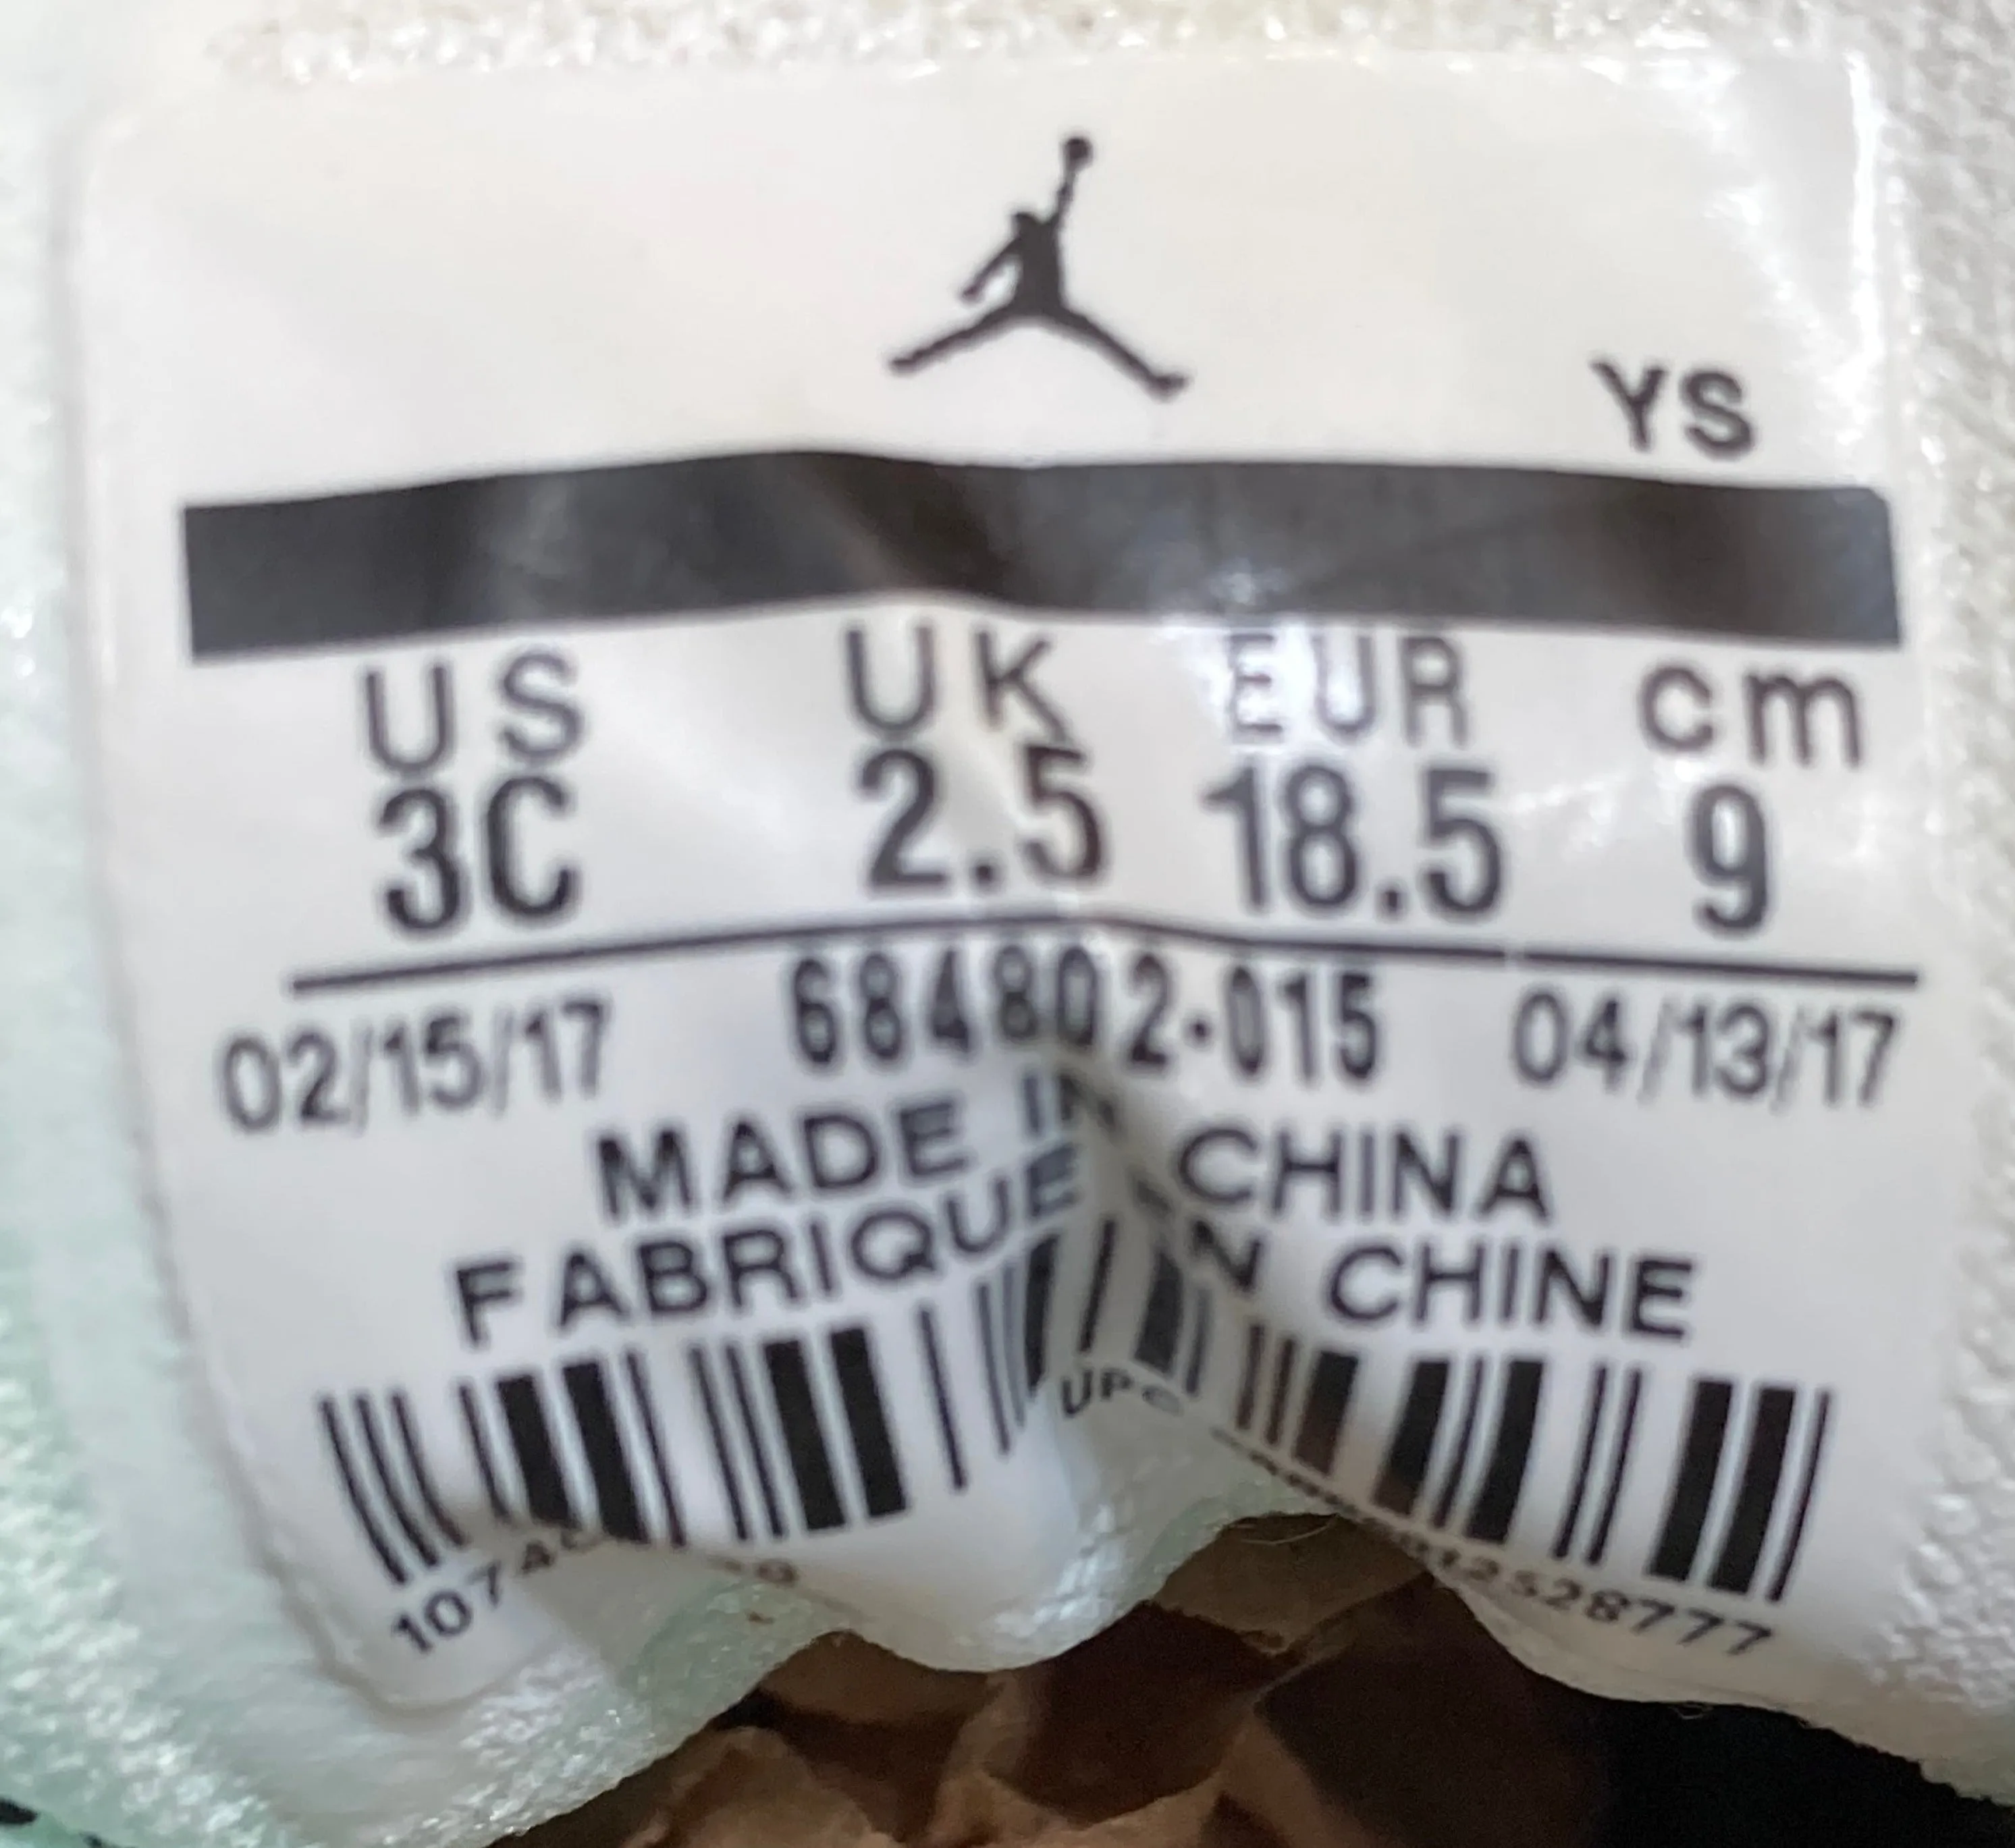 YS
US UK EUR cm
3C 2.5 18.5 9
02/15/17 684802-015 04/13/17
MADE IN CHINA
FABRIQUE EN CHINE
UPC